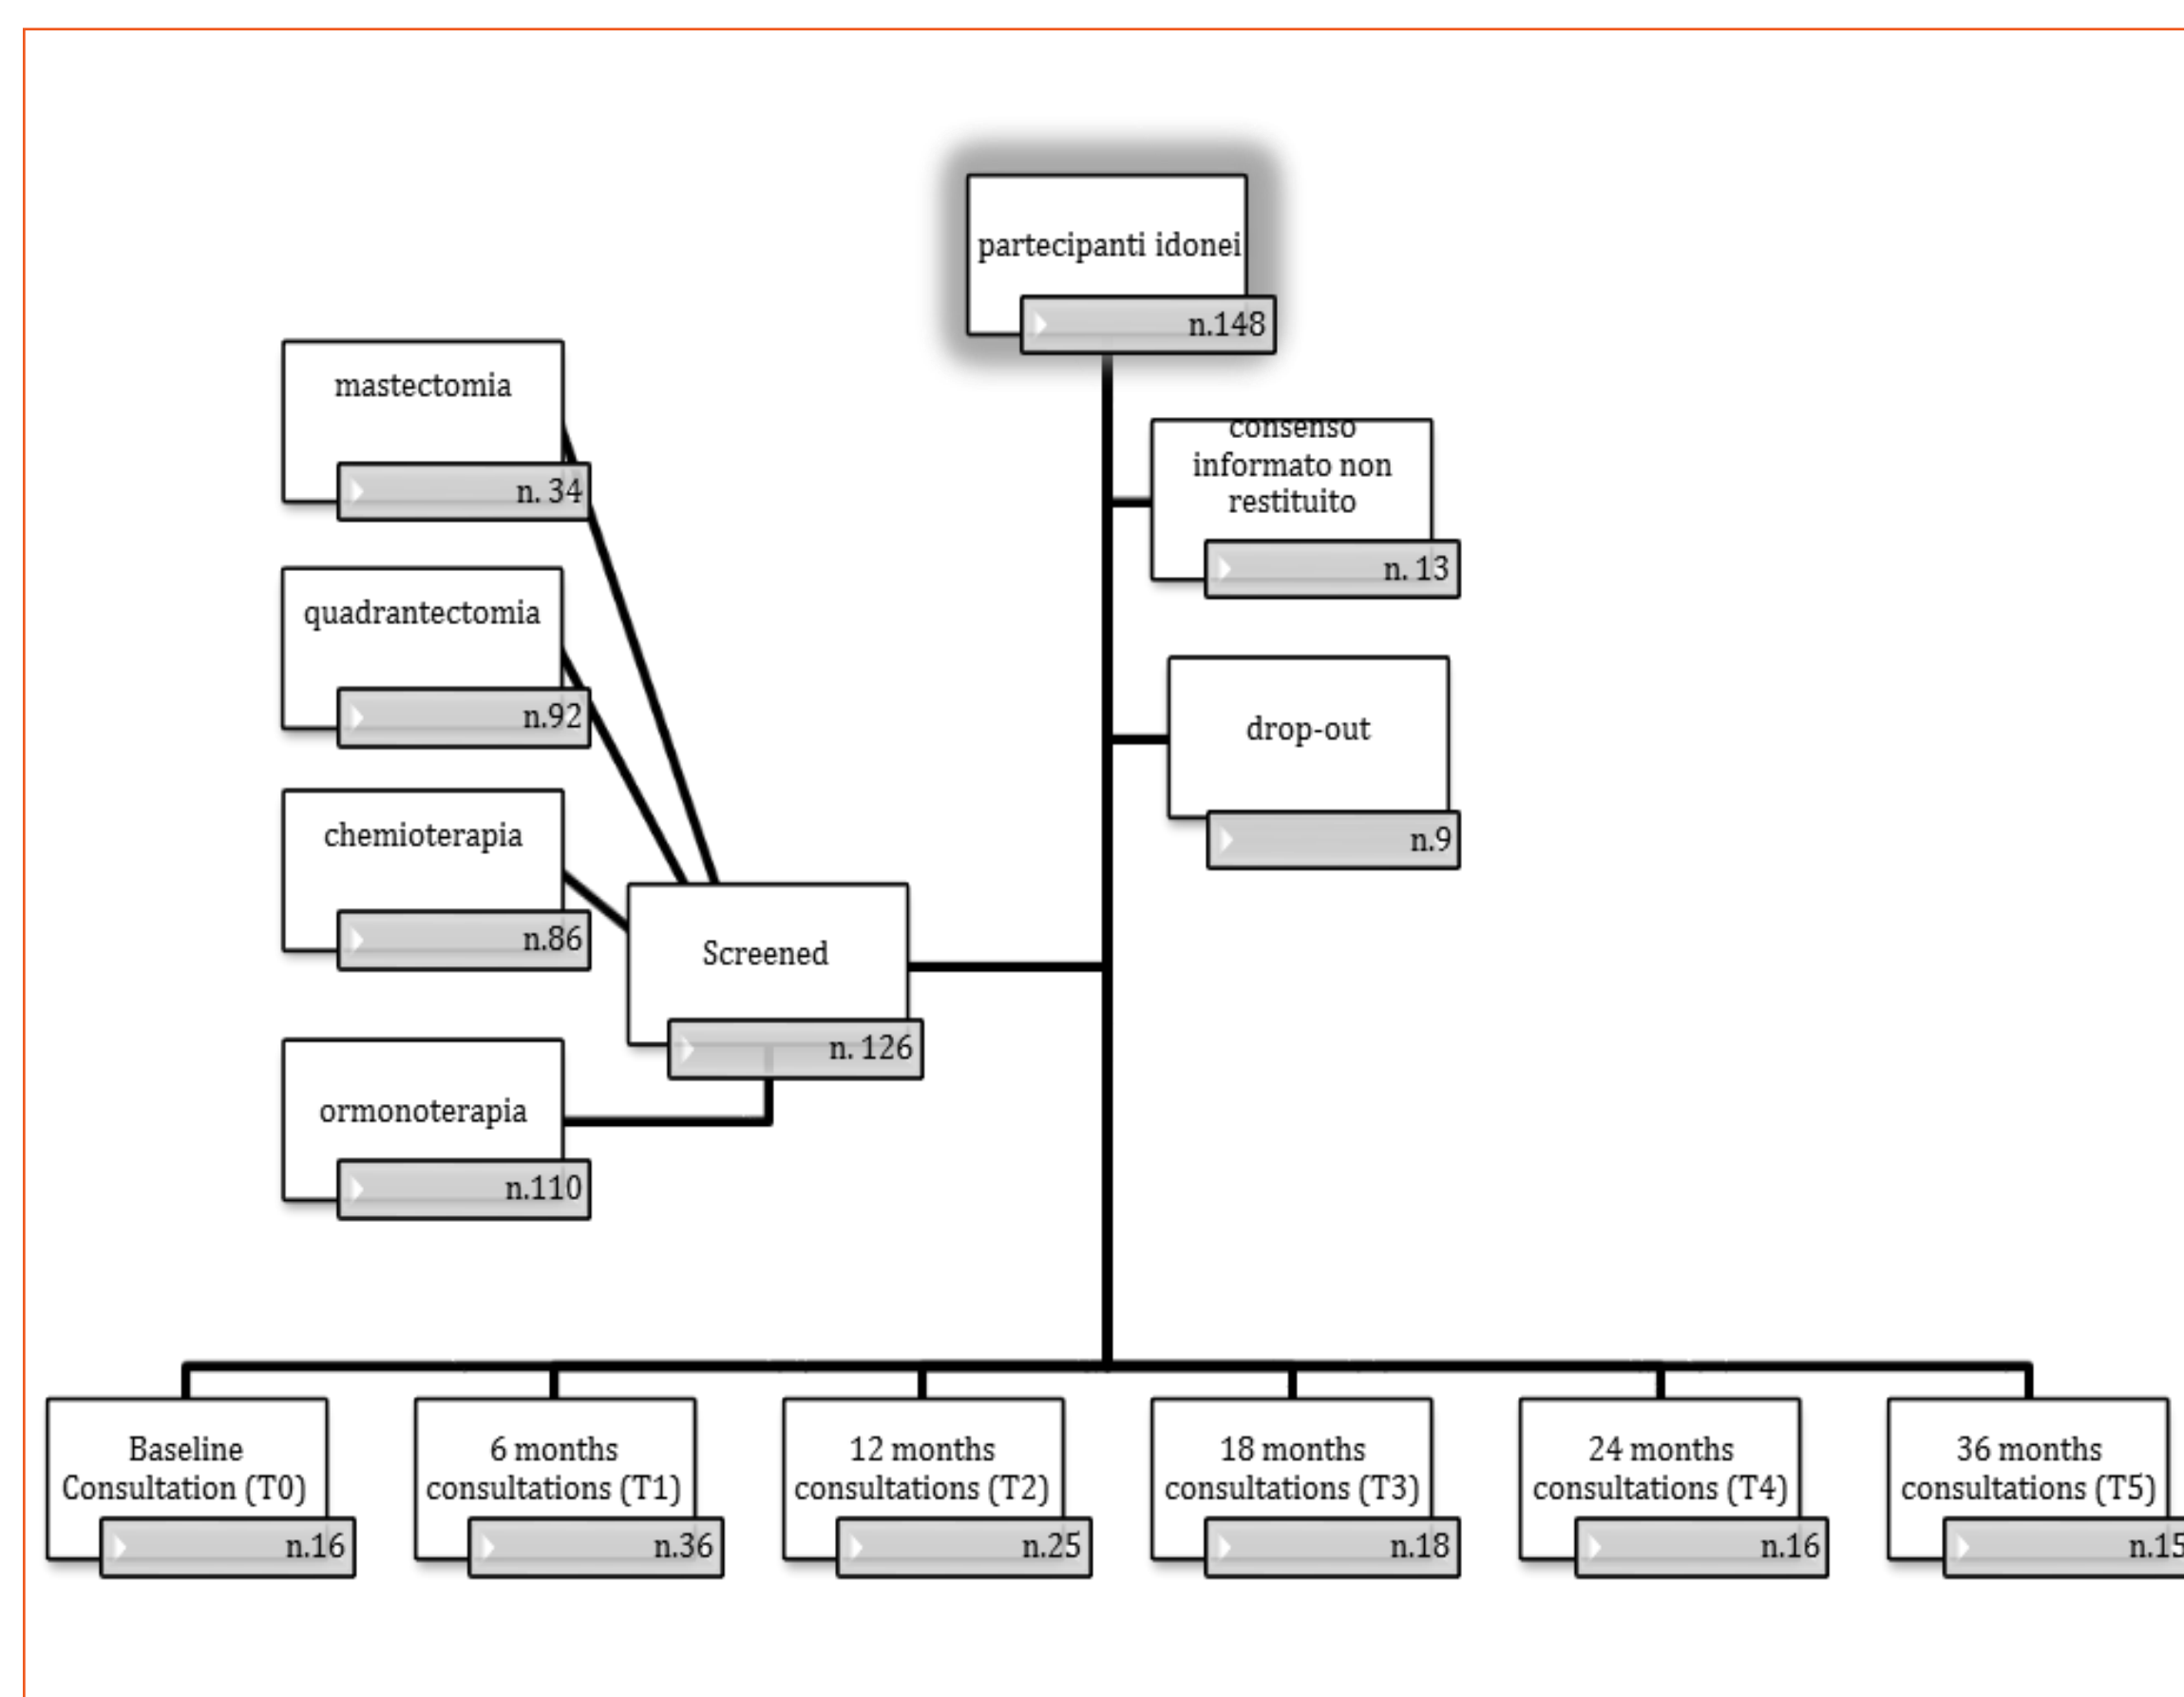 partecipanti idonei
n.148
mastectomia
n. 34
consenso
informato non
restituito
n. 13
quadrantectomia
n.92
drop-out
n.9
chemioterapia
n.86
Screened
n. 126
ormonoterapia
n.110
Baseline
Consultation (T0)
n.16
6 months
consultations (T1)
n.36
12 months
consultations (T2)
n.25
18 months
consultations (T3)
n.18
24 months
consultations (T4)
n.16
36 months
consultations (T5)
n.15